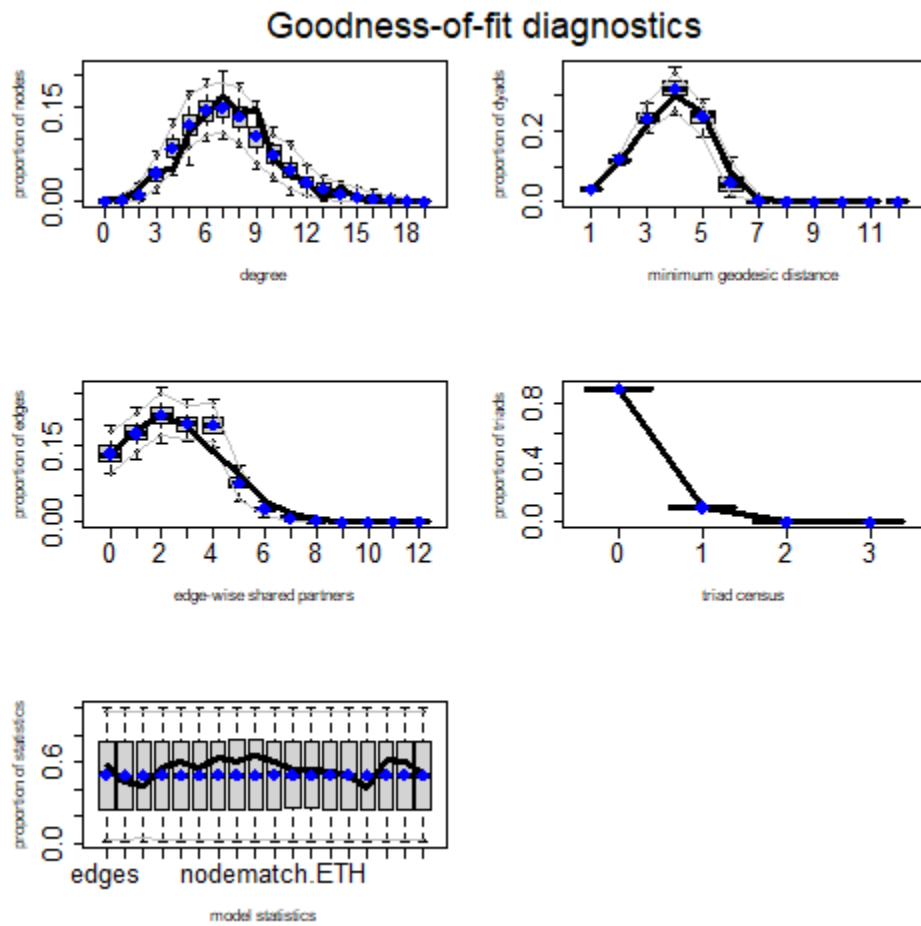 Goodness-of-fit diagnostics
proportion of nodes
0.00 0.15
0 3 6 9 12 15 18
degree
proportion of dyads
0.0 0.2
1 3 5 7 9 11
minimum geodesic distance
proportion of edges
0.00 0.15
0 2 4 6 8 10 12
edge-wise shared partners
proportion of triads
0.0 0.4 0.8
0 1 2 3
triad census
proportion of statistics
0.0 0.6
edges nodematch.ETH
model statistics